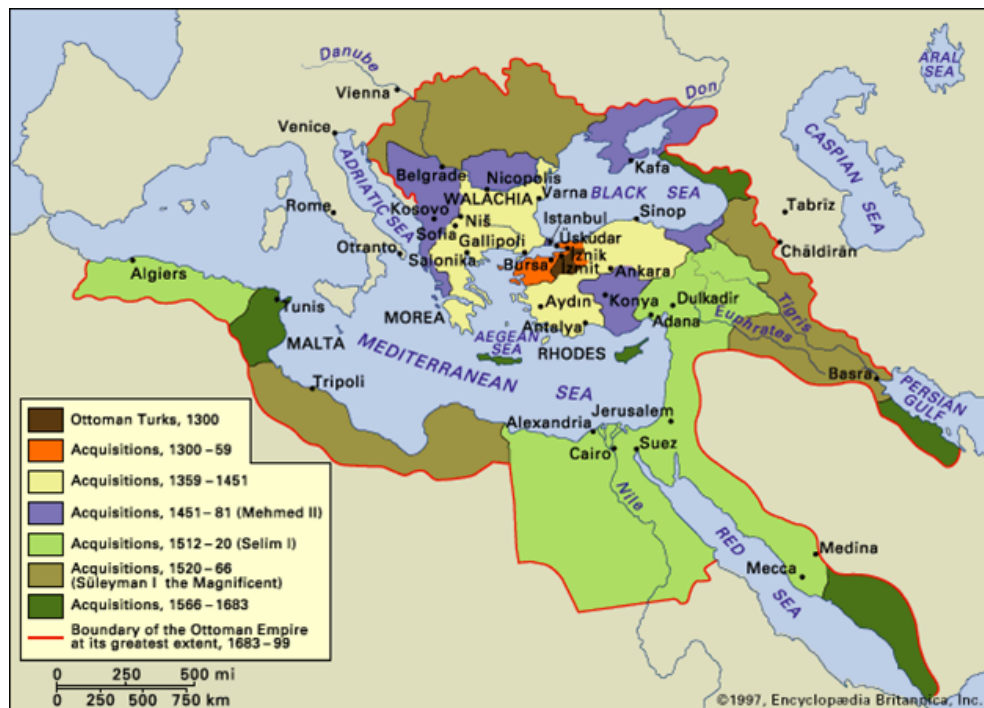 Danube
Vienna
Venice
ADRIATIC SEA
Belgrade
Nicopolis
WALACHIA
Varna
Kosovo
Niš
Sofia
Rome
Otranto
Salonika
Gallipoli
Istanbul
Üsküdar
İznik
İzmit
Bursa
Ankara
BLACK SEA
Kafa
Sinop
Don
ARAL
SEA
CASPIAN
SEA
Tabrīz
Chāldirān
Algiers
Tunis
MALTA
MOREA
Aydın
Konya
Dulkadir
Antalya
Adana
AEGEAN
SEA
RHODES
Euphrates
Tigris
Basra
PERSIAN
GULF
MEDITERRANEAN SEA
Tripoli
Alexandria
Jerusalem
Cairo
Suez
Nile
RED
SEA
Medina
Mecca
Ottoman Turks, 1300
Acquisitions, 1300–59
Acquisitions, 1359–1451
Acquisitions, 1451–81 (Mehmed II)
Acquisitions, 1512–20 (Selim I)
Acquisitions, 1520–66
(Süleyman I the Magnificent)
Acquisitions, 1566–1683
Boundary of the Ottoman Empire
at its greatest extent, 1683–99
0 250 500 mi
0 250 500 750 km
©1997, Encyclopædia Britannica, Inc.